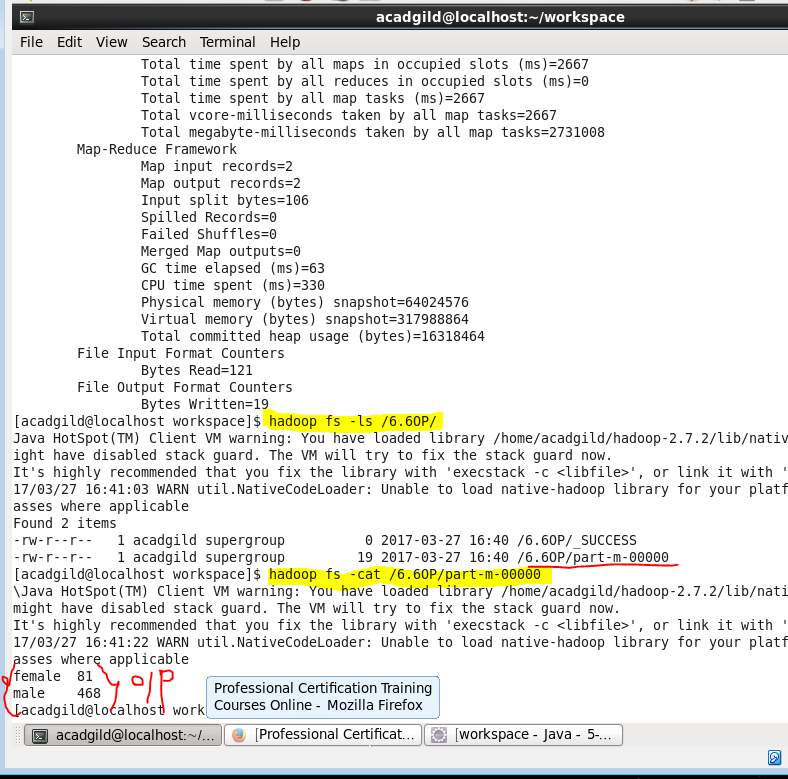 acadgild@localhost:~/workspace
File Edit View Search Terminal Help
Total time spent by all maps in occupied slots (ms)=2667
Total time spent by all reduces in occupied slots (ms)=0
Total time spent by all map tasks (ms)=2667
Total vcore-milliseconds taken by all map tasks=2667
Total megabyte-milliseconds taken by all map tasks=2731008
Map-Reduce Framework
Map input records=2
Map output records=2
Input split bytes=106
Spilled Records=0
Failed Shuffles=0
Merged Map outputs=0
GC time elapsed (ms)=63
CPU time spent (ms)=330
Physical memory (bytes) snapshot=64024576
Virtual memory (bytes) snapshot=317988864
Total committed heap usage (bytes)=16318464
File Input Format Counters
Bytes Read=121
File Output Format Counters
Bytes Written=19
[acadgild@localhost workspace]$ hadoop fs -ls /6.6OP/
Java HotSpot(TM) Client VM warning: You have loaded library /home/acadgild/hadoop-2.7.2/lib/nativ
ight have disabled stack guard. The VM will try to fix the stack guard now.
It's highly recommended that you fix the library with 'execstack -c <libfile>', or link it with '
17/03/27 16:41:03 WARN util.NativeCodeLoader: Unable to load native-hadoop library for your platf
asses where applicable
Found 2 items
-rw-r--r-- 1 acadgild supergroup 0 2017-03-27 16:40 /6.6OP/_SUCCESS
-rw-r--r-- 1 acadgild supergroup 19 2017-03-27 16:40 /6.6OP/part-m-00000
[acadgild@localhost workspace]$ hadoop fs -cat /6.6OP/part-m-00000
\Java HotSpot(TM) Client VM warning: You have loaded library /home/acadgild/hadoop-2.7.2/lib/nati
might have disabled stack guard. The VM will try to fix the stack guard now.
It's highly recommended that you fix the library with 'execstack -c <libfile>', or link it with '
17/03/27 16:41:22 WARN util.NativeCodeLoader: Unable to load native-hadoop library for your platf
asses where applicable
female 81
male 468
O/P
[acadgild@localhost work
Professional Certification Training
Courses Online - Mozilla Firefox
acadgild@localhost:~/... [Professional Certificat... [workspace - Java - 5-...